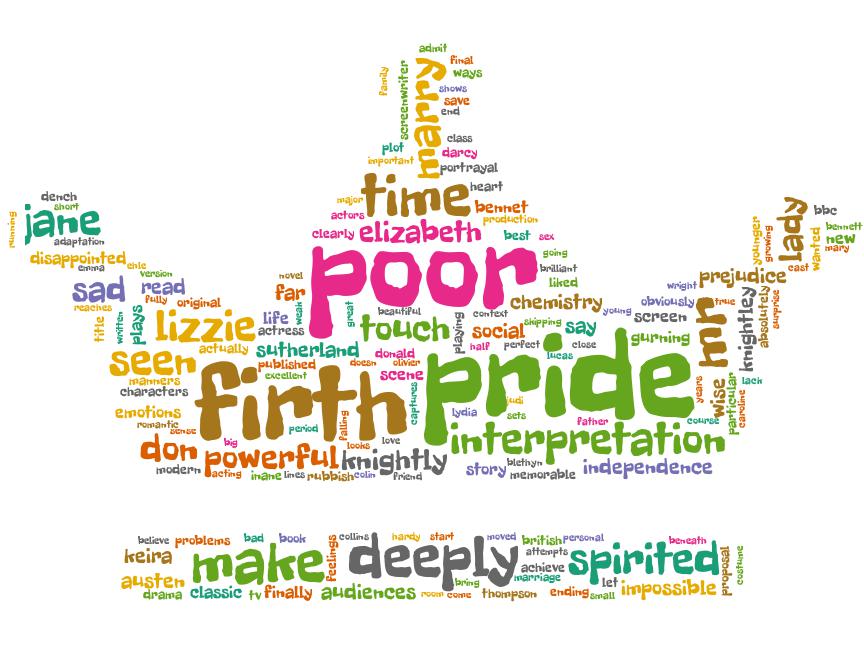 admit
final
family
screenwriter
marry
ways
shows
save
end
class
plot
darcy
important
portrayal
time
heart
major
bennet
actors
production
clearly
elizabeth
best
sex
dench
short
running
jane
adaptation
disappointed
emma
ehle
version
sad
read
reaches
fully
original
title
written
plays
lizzie
actually
seen
manners
characters
emotions
romantic
sense
novel
far
weak
life
actress
great
poor
going
brilliant
liked
beautiful
chemistry
context
touch
playing
social
skipping
young
say
half
perfect
close
sutherland
donald
published
doesn
olivier
excellent
scene
lucas
firth
captures
pride
lydia
judi
sets
father
period
falling
interpretation
don
big
looks
love
powerful
knightly
modern
acting
inane
lines
rubbish
colin
friend
story
blethyn
memorable
independence
bbc
lady
younger
growing
wanted
bennett
new
mary
cast
prejudice
wright
obviously
true
mr
screen
knightley
absolutely
surprise
gurning
years
wise
particular
lack
caroline
course
believe
problems
bad
book
collins
hardy
start
moved
british
personal
beneath
keira
make
feelings
deeply
attempts
achieve
spirited
proposal
costume
austen
bring
marriage
let
impossible
drama
classic
tv
finally
audiences
room
come
thompson
ending
small